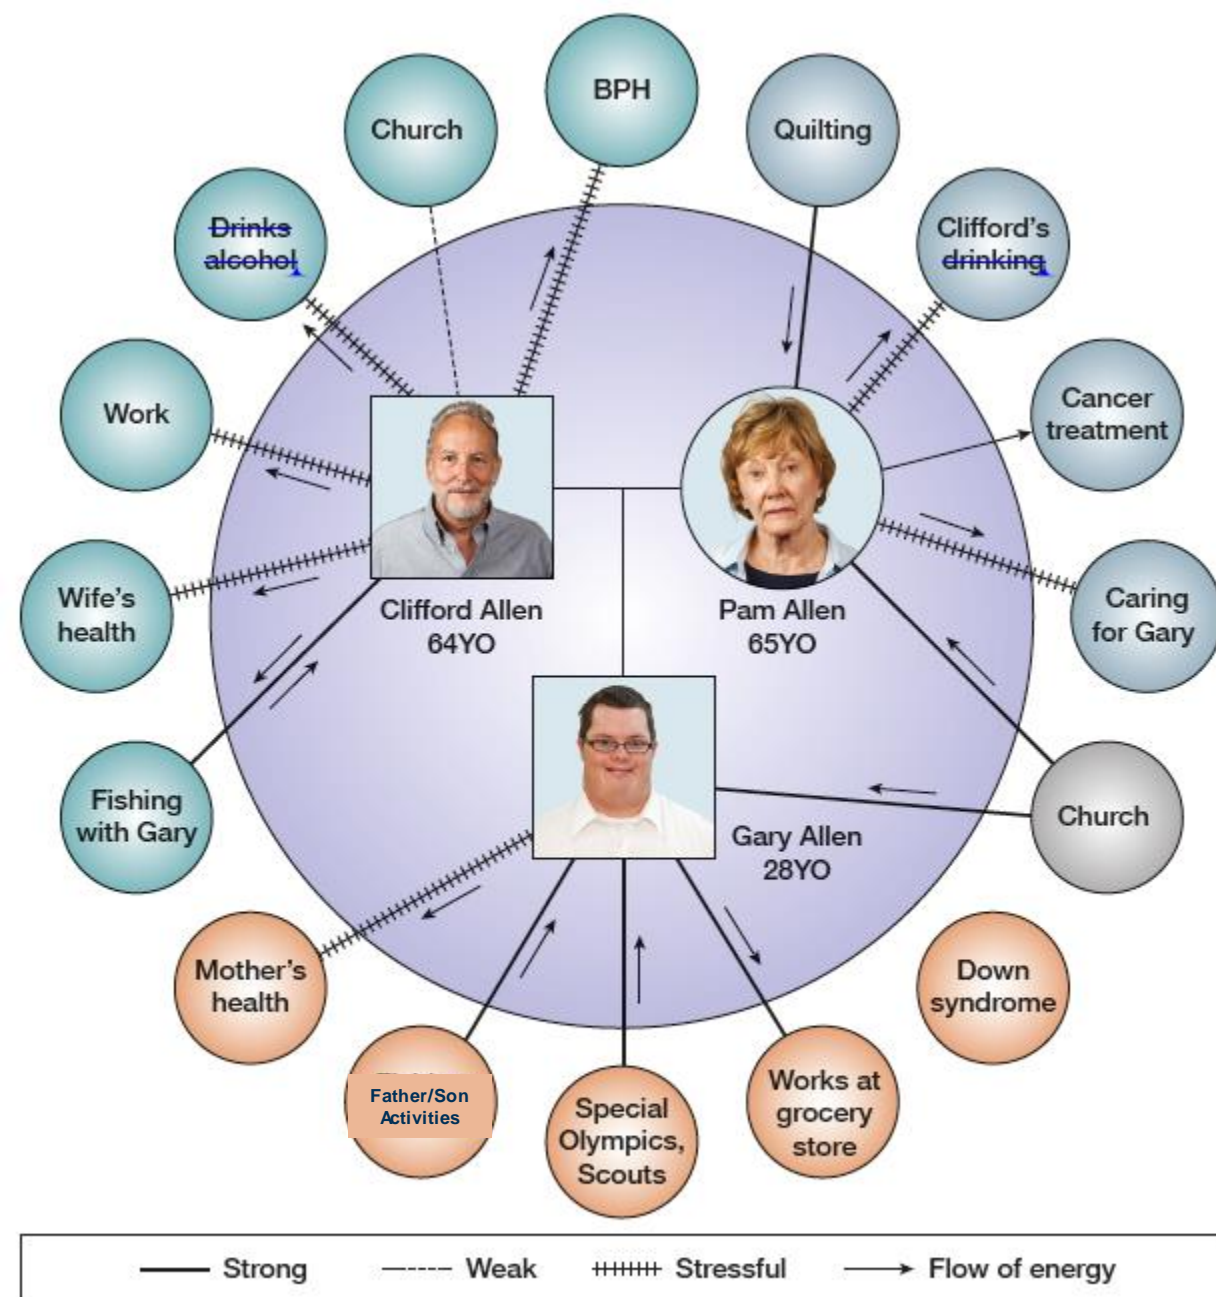 BPH
Church
Quilting
Drinks
alcohol
Clifford's
drinking
Work
Cancer
treatment
Wife's
health
Clifford Allen
64YO
Pam Allen
65YO
Caring
for Gary
Fishing
with Gary
Gary Allen
28YO
Church
Mother's
health
Down
syndrome
Father/Son
Activities
Special
Olympics,
Scouts
Works at
grocery
store
Strong
Weak
Stressful
Flow of energy